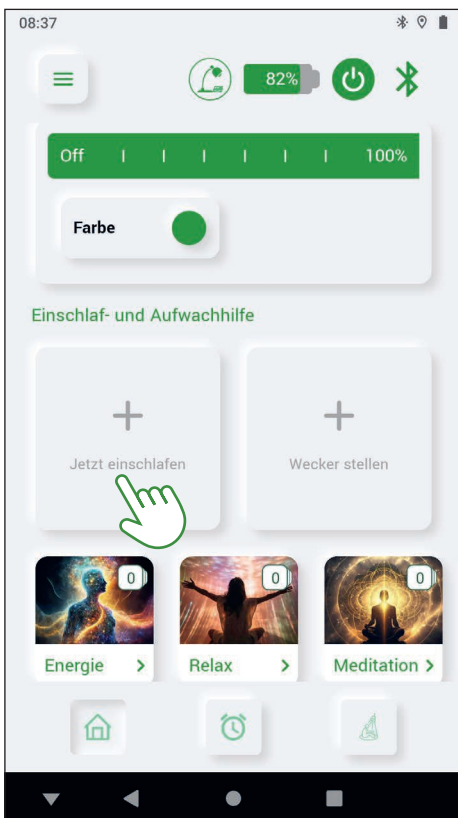 08:37
82%
Off 100%
Farbe
Einschlaf- und Aufwachhilfe
Jetzt einschlafen Wecker stellen
0 0 0
Energie Relax Meditation